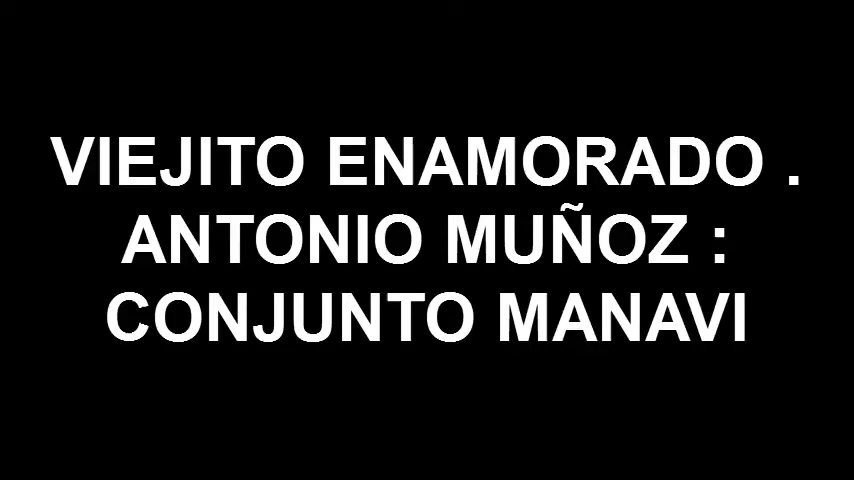 VIEJITO ENAMORADO .
ANTONIO MUÑOZ :
CONJUNTO MANAVI